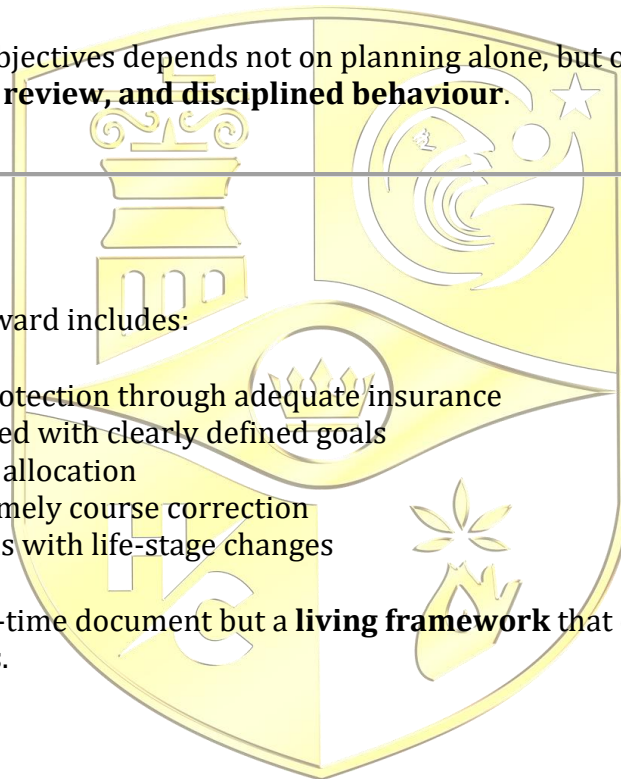 bjectives depends not on planning alone, but o
review, and disciplined behaviour.
ward includes:
otection through adequate insurance
ed with clearly defined goals
allocation
mely course correction
s with life-stage changes
-time document but a living framework that
.
H/C